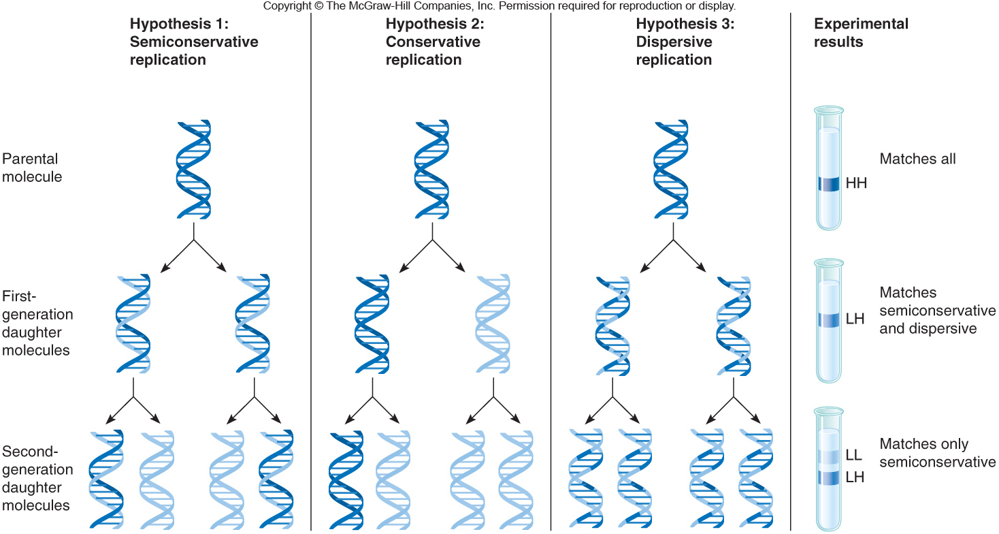 Copyright © The McGraw-Hill Companies, Inc. Permission required for reproduction or display.
Hypothesis 1:
Semiconservative
replication
Hypothesis 2:
Conservative
replication
Hypothesis 3:
Dispersive
replication
Experimental
results
Parental
molecule
HH
Matches all
First-
generation
daughter
molecules
LH
Matches
semiconservative
and dispersive
Second-
generation
daughter
molecules
LL
LH
Matches only
semiconservative